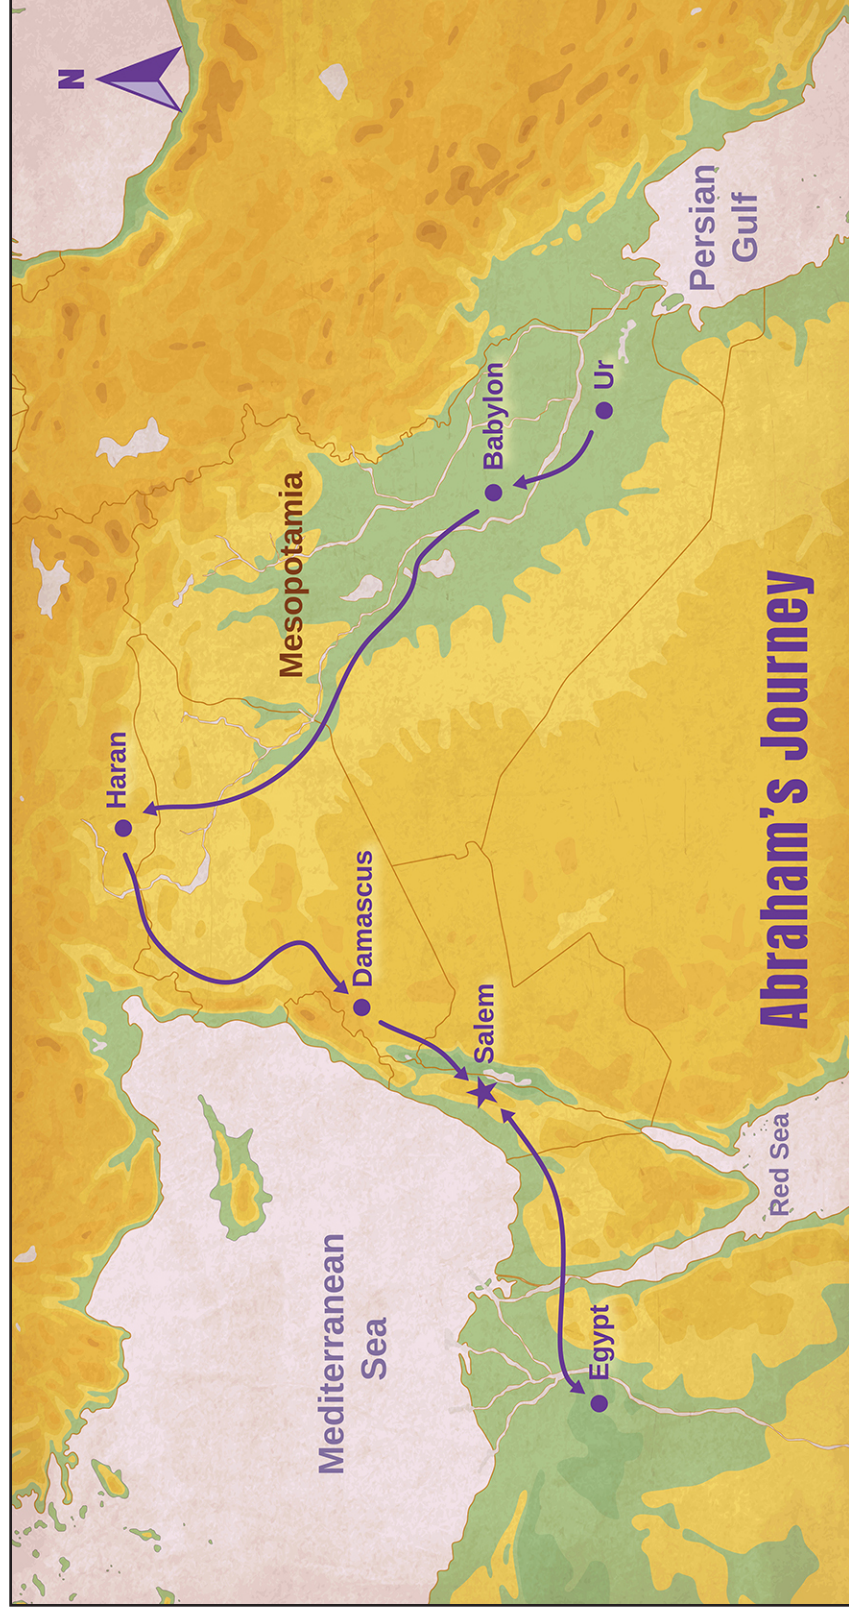 N
Haran
Mesopotamia
Babylon
Ur
Persian
Gulf
Damascus
Salem
Mediterranean
Sea
Egypt
Red Sea
Abraham's Journey